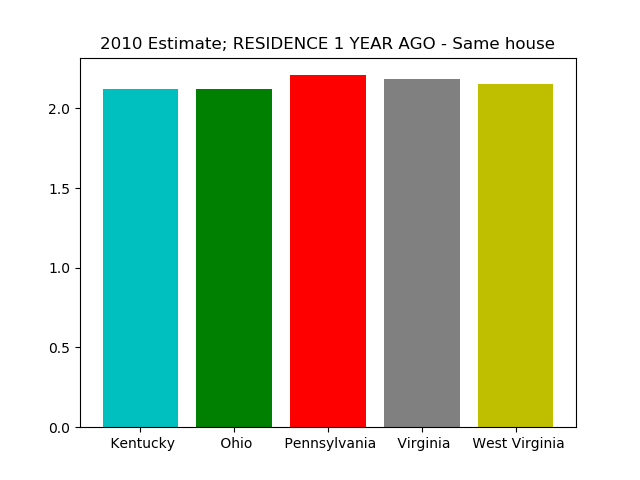 2010 Estimate; RESIDENCE 1 YEAR AGO - Same house
2.0
1.5
1.0
0.5
0.0
Kentucky Ohio Pennsylvania Virginia West Virginia